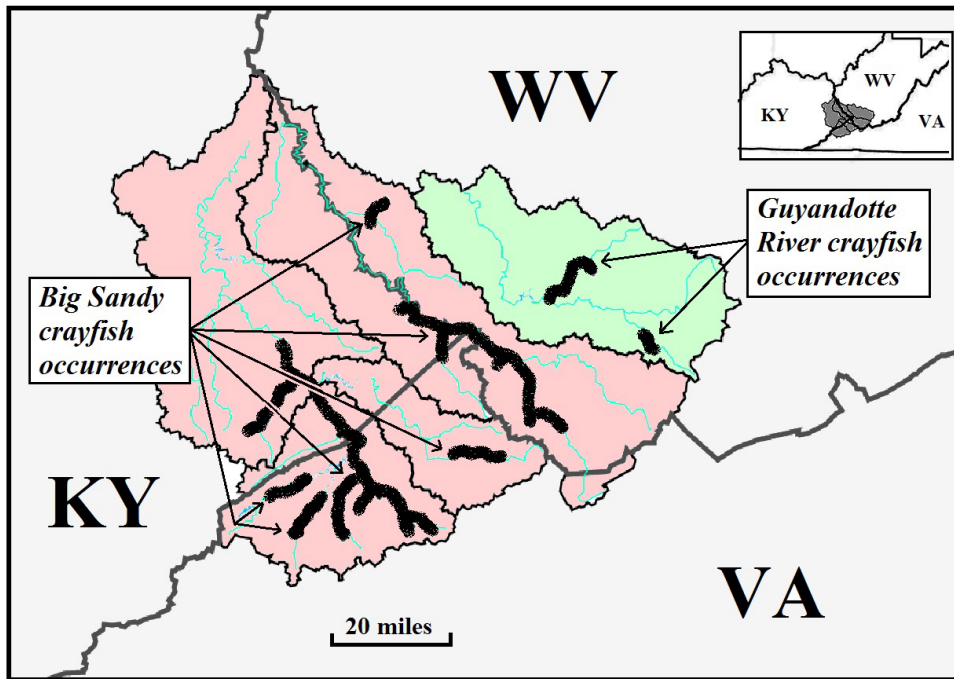 WV
WV
KY
VA
Guyandotte
River crayfish
occurrences
Big Sandy
crayfish
occurrences
KY
VA
20 miles